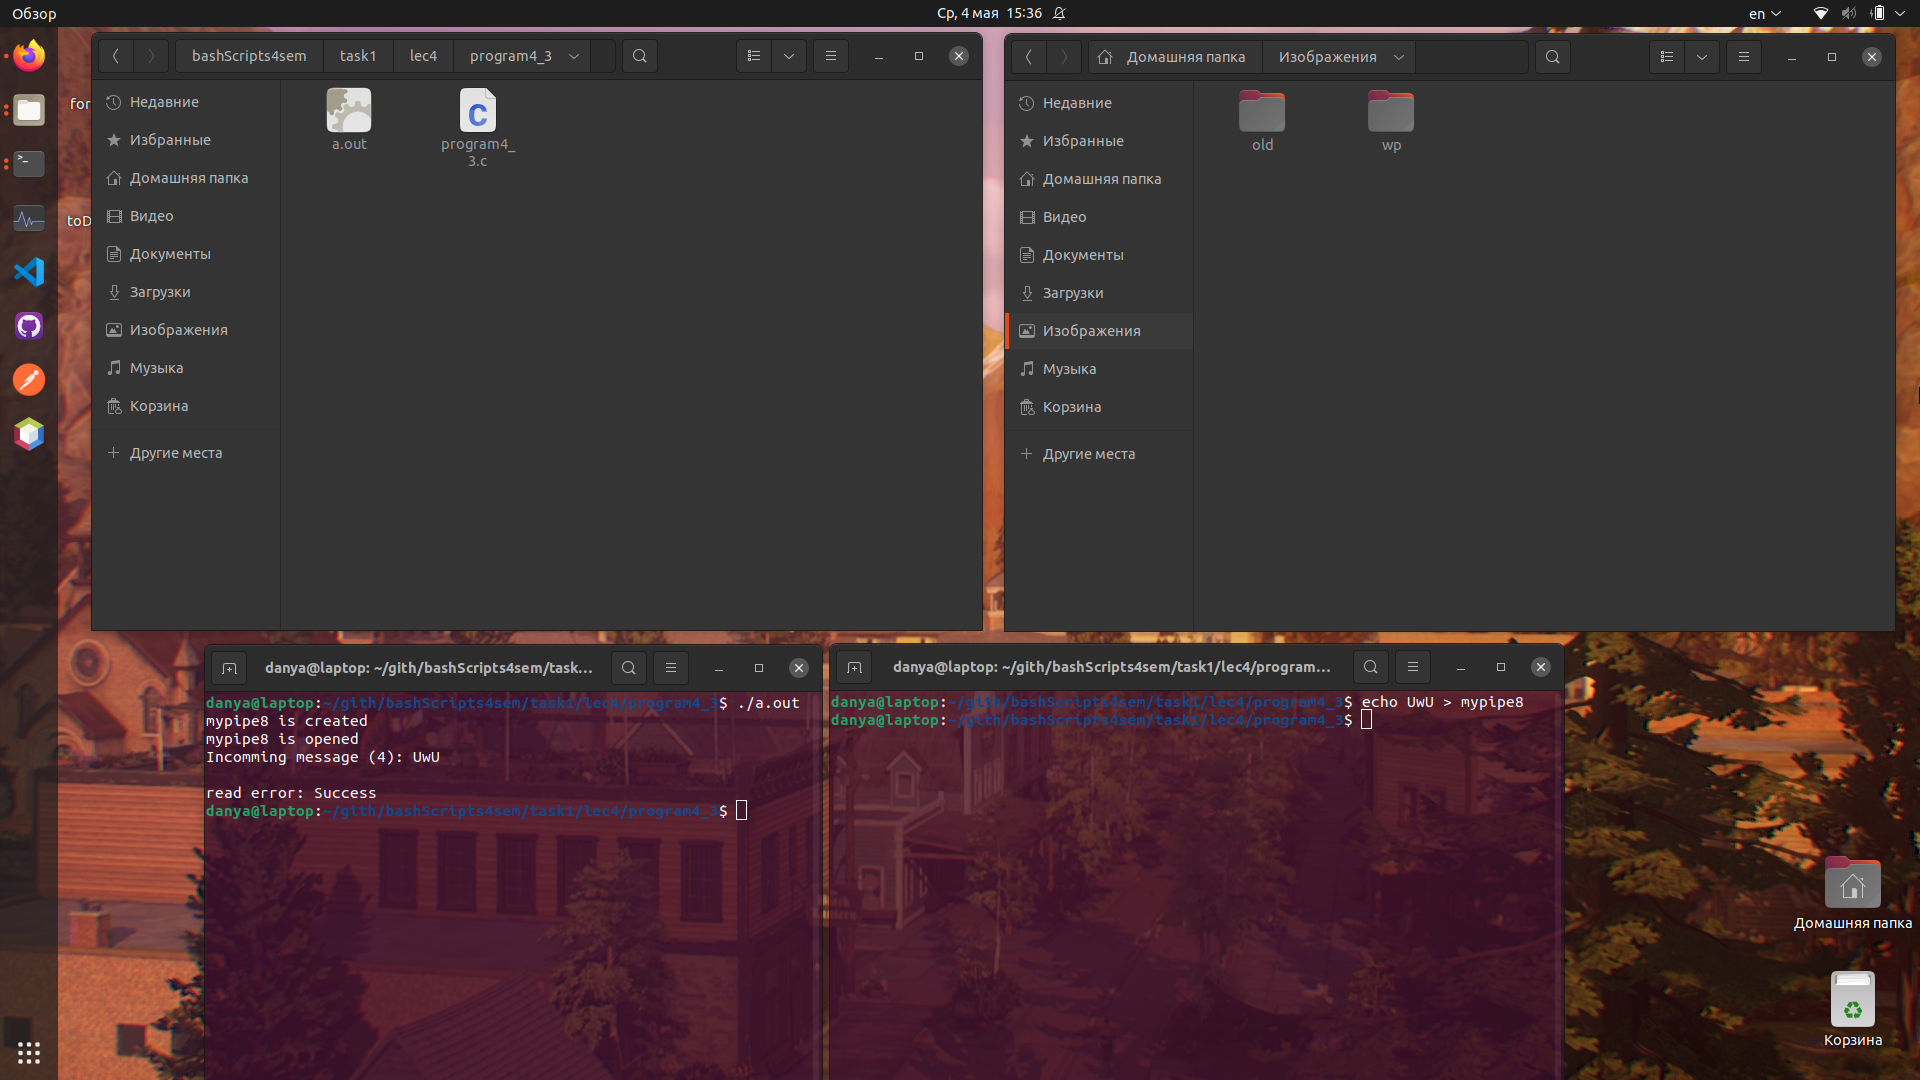 Обзор
Ср, 4 мая  15:36
en
for
toD
bashScripts4sem
task1
lec4
program4_3
Недавние
Избранные
Домашняя папка
Видео
Документы
Загрузки
Изображения
Музыка
Корзина
Другие места
a.out
program4_
3.c
Домашняя папка
Изображения
Недавние
Избранные
Домашняя папка
Видео
Документы
Загрузки
Изображения
Музыка
Корзина
Другие места
old
wp
danya@laptop: ~/gith/bashScripts4sem/task...
danya@laptop:~/gith/bashScripts4sem/task1/lec4/program4_3$ ./a.out
mypipe8 is created
mypipe8 is opened
Incomming message (4): UwU
read error: Success
danya@laptop:~/gith/bashScripts4sem/task1/lec4/program4_3$
danya@laptop: ~/gith/bashScripts4sem/task1/lec4/program...
danya@laptop:~/gith/bashScripts4sem/task1/lec4/program4_3$ echo UwU > mypipe8
danya@laptop:~/gith/bashScripts4sem/task1/lec4/program4_3$
Домашняя папка
Корзина